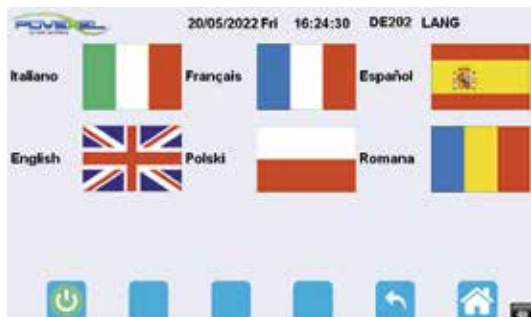 20/05/2022 Fri 16:24:30 DE202 LANG
Italiano Français Español
English Polski Romana